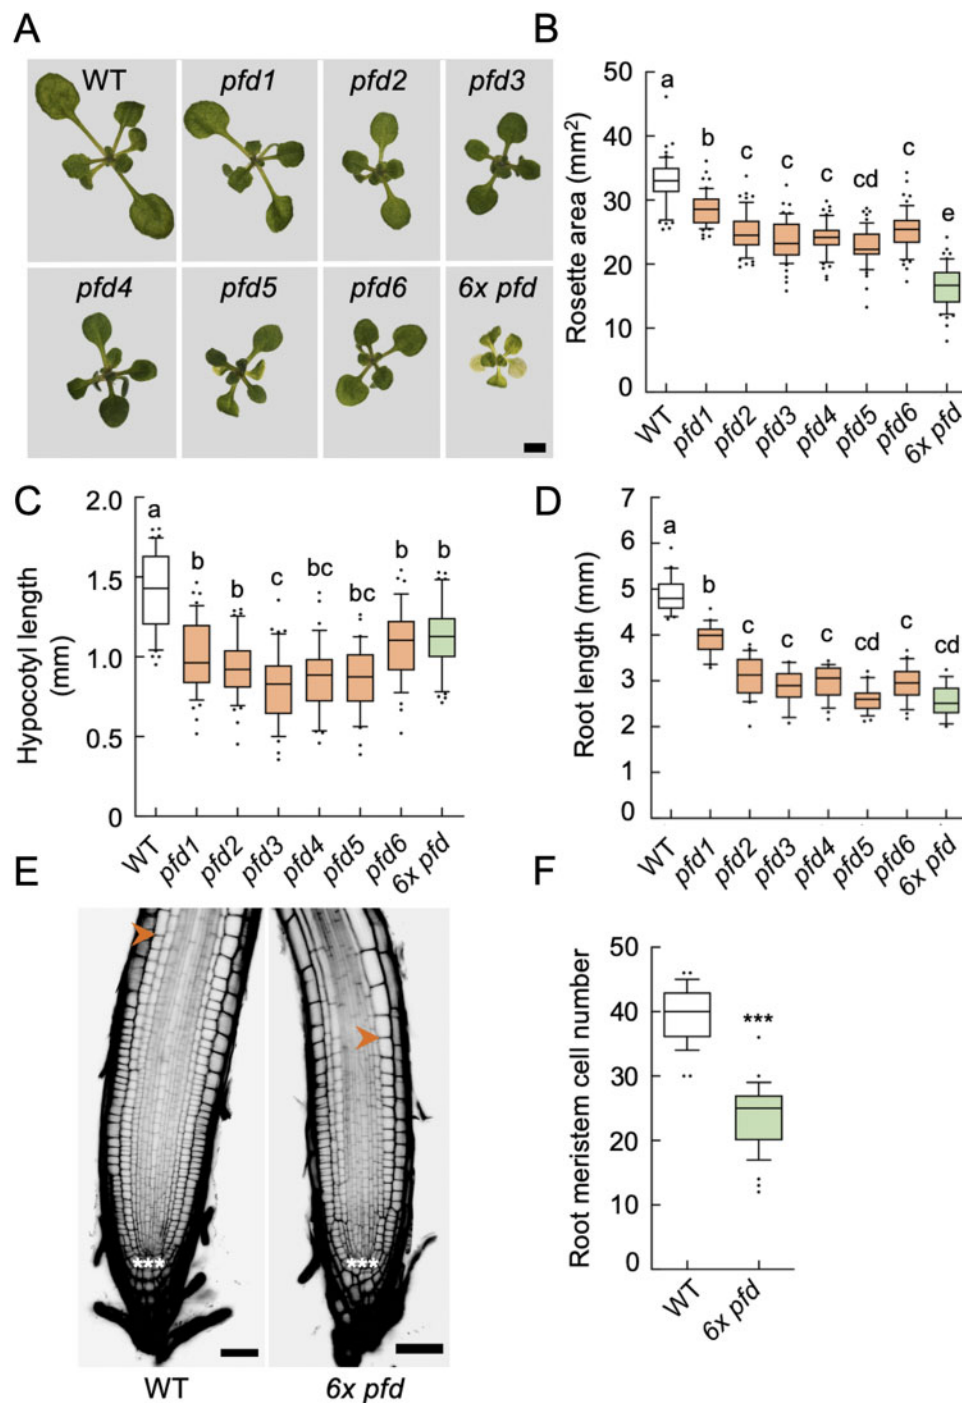 A
WT
pfd1
pfd2
pfd3
pfd4
pfd5
pfd6
6x pfd
B
Rosette area (mm²)
50
40
30
20
10
0
a
b
c
c
c
cd
c
e
WT
pfd1
pfd2
pfd3
pfd4
pfd5
pfd6
6x pfd
C
Hypocotyl length
(mm)
2.0
1.5
1.0
0.5
0
a
b
b
c
bc
bc
b
b
WT
pfd1
pfd2
pfd3
pfd4
pfd5
pfd6
6x pfd
D
Root length (mm)
7
6
5
4
3
2
1
0
a
b
c
c
c
cd
c
cd
WT
pfd1
pfd2
pfd3
pfd4
pfd5
pfd6
6x pfd
E
***
***
WT
6x pfd
F
Root meristem cell number
50
40
30
20
10
0
***
WT
6x pfd